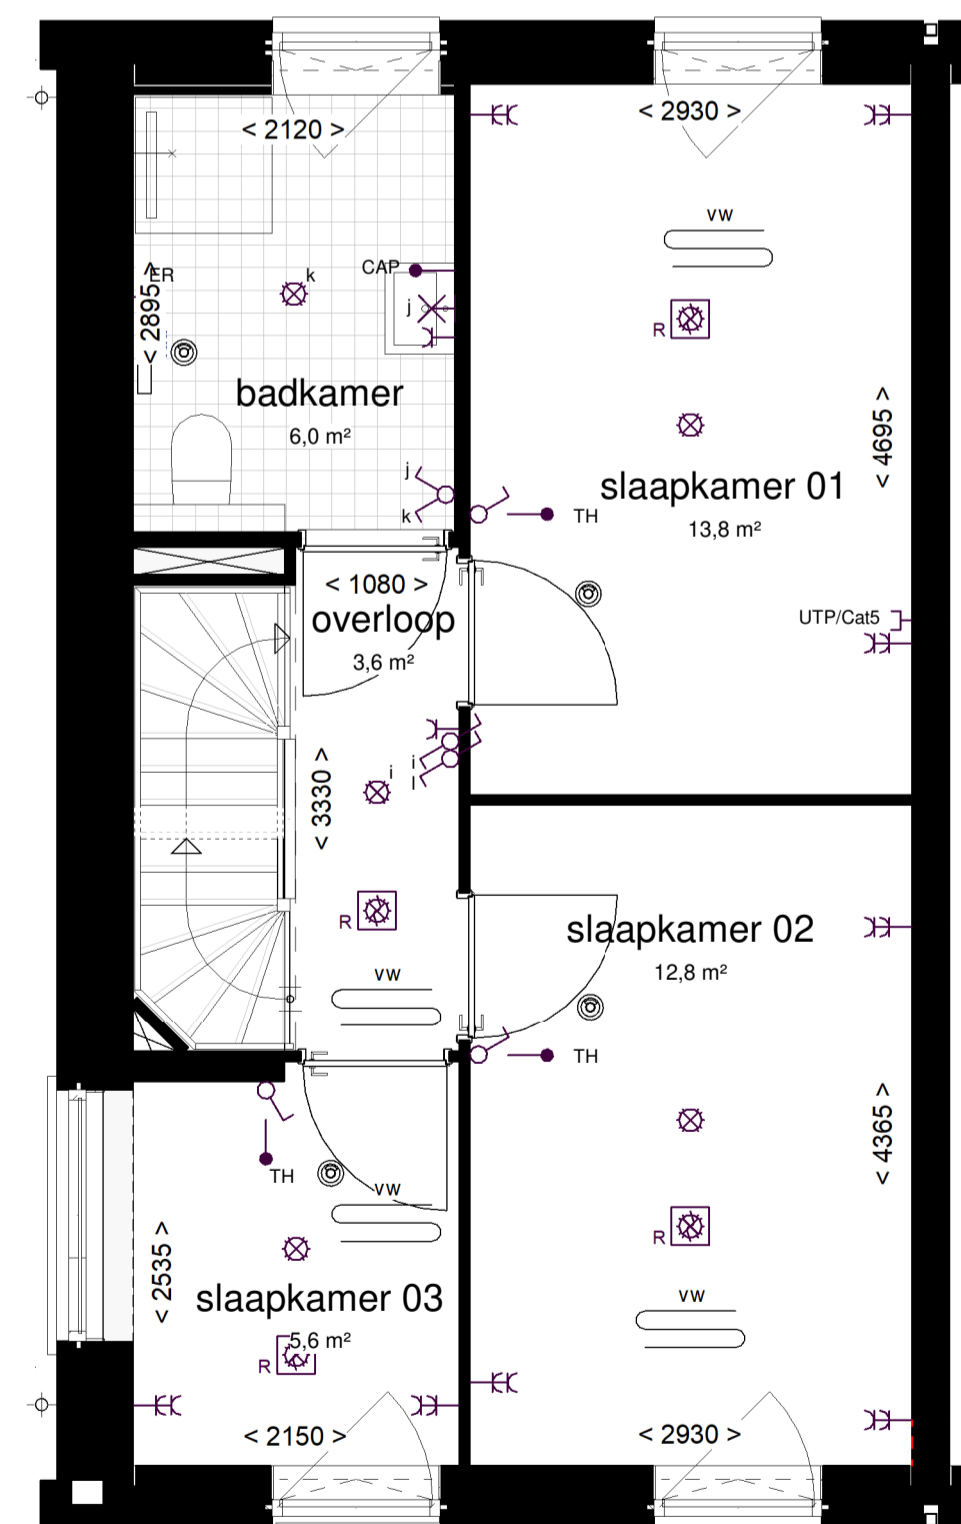 < 2120 >
< 2930 >
vw
ER
k
CAP
< 2895 >
j
R
badkamer
6,0 m²
< 4695 >
j
k
slaapkamer 01
13,8 m²
TH
< 1080 >
overloop
3,6 m²
UTP/Cat5
i
i
l
< 3330 >
R
slaapkamer 02
12,8 m²
vw
TH
< 4365 >
TH
vw
R
< 2535 >
slaapkamer 03
5,6 m²
R
vw
< 2150 >
< 2930 >